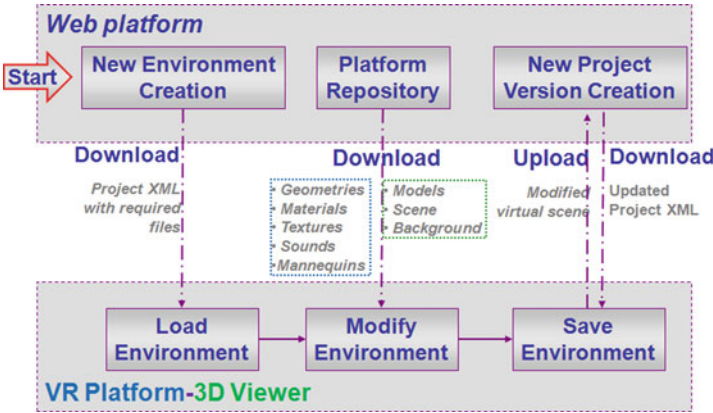 Web platform
Start
New Environment
Creation
Platform
Repository
New Project
Version Creation
Download
Project XML
with required
files
Download
• Geometries
• Materials
• Textures
• Sounds
• Mannequins
• Models
• Scene
• Background
Upload
Modified
virtual scene
Download
Updated
Project XML
Load
Environment
Modify
Environment
Save
Environment
VR Platform-3D Viewer